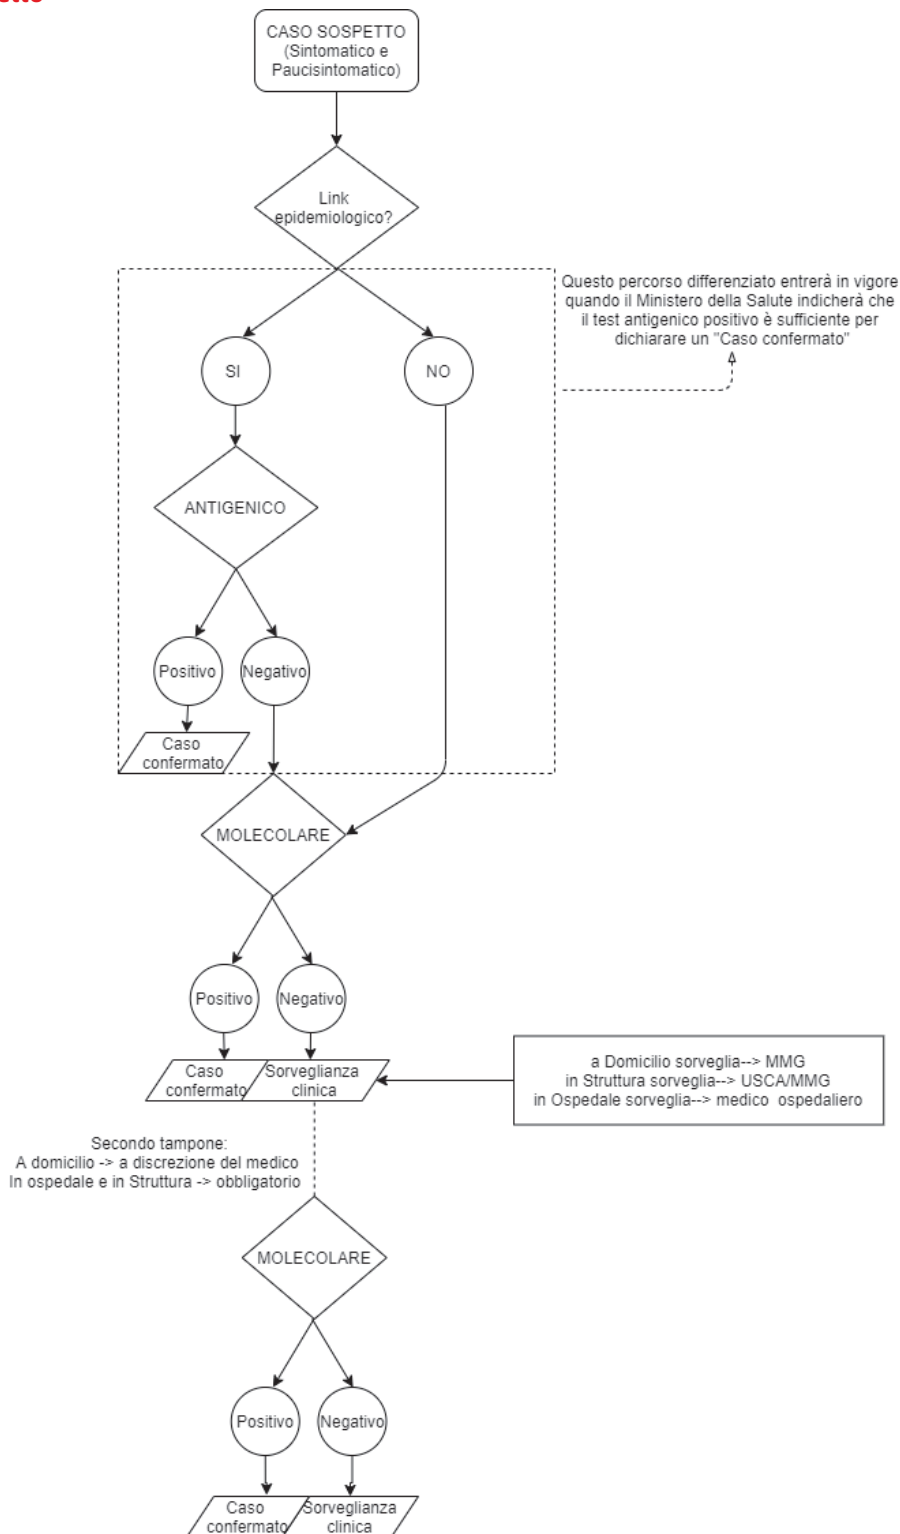 CASO SOSPETTO
(Sintomatico e
Paucisintomatico)
Link
epidemiologico?
Questo percorso differenziato entrerà in vigore
quando il Ministero della Salute indicherà che
il test antigenico positivo è sufficiente per
dichiarare un "Caso confermato"
SI
NO
ANTIGENICO
Positivo
Negativo
Caso
confermato
MOLECOLARE
Positivo
Negativo
Caso
confermato
Sorveglianza
clinica
a Domicilio sorveglia--> MMG
in Struttura sorveglia--> USCA/MMG
in Ospedale sorveglia--> medico ospedaliero
Secondo tampone:
A domicilio -> a discrezione del medico
In ospedale e in Struttura -> obbligatorio
MOLECOLARE
Positivo
Negativo
Caso
confermato
Sorveglianza
clinica